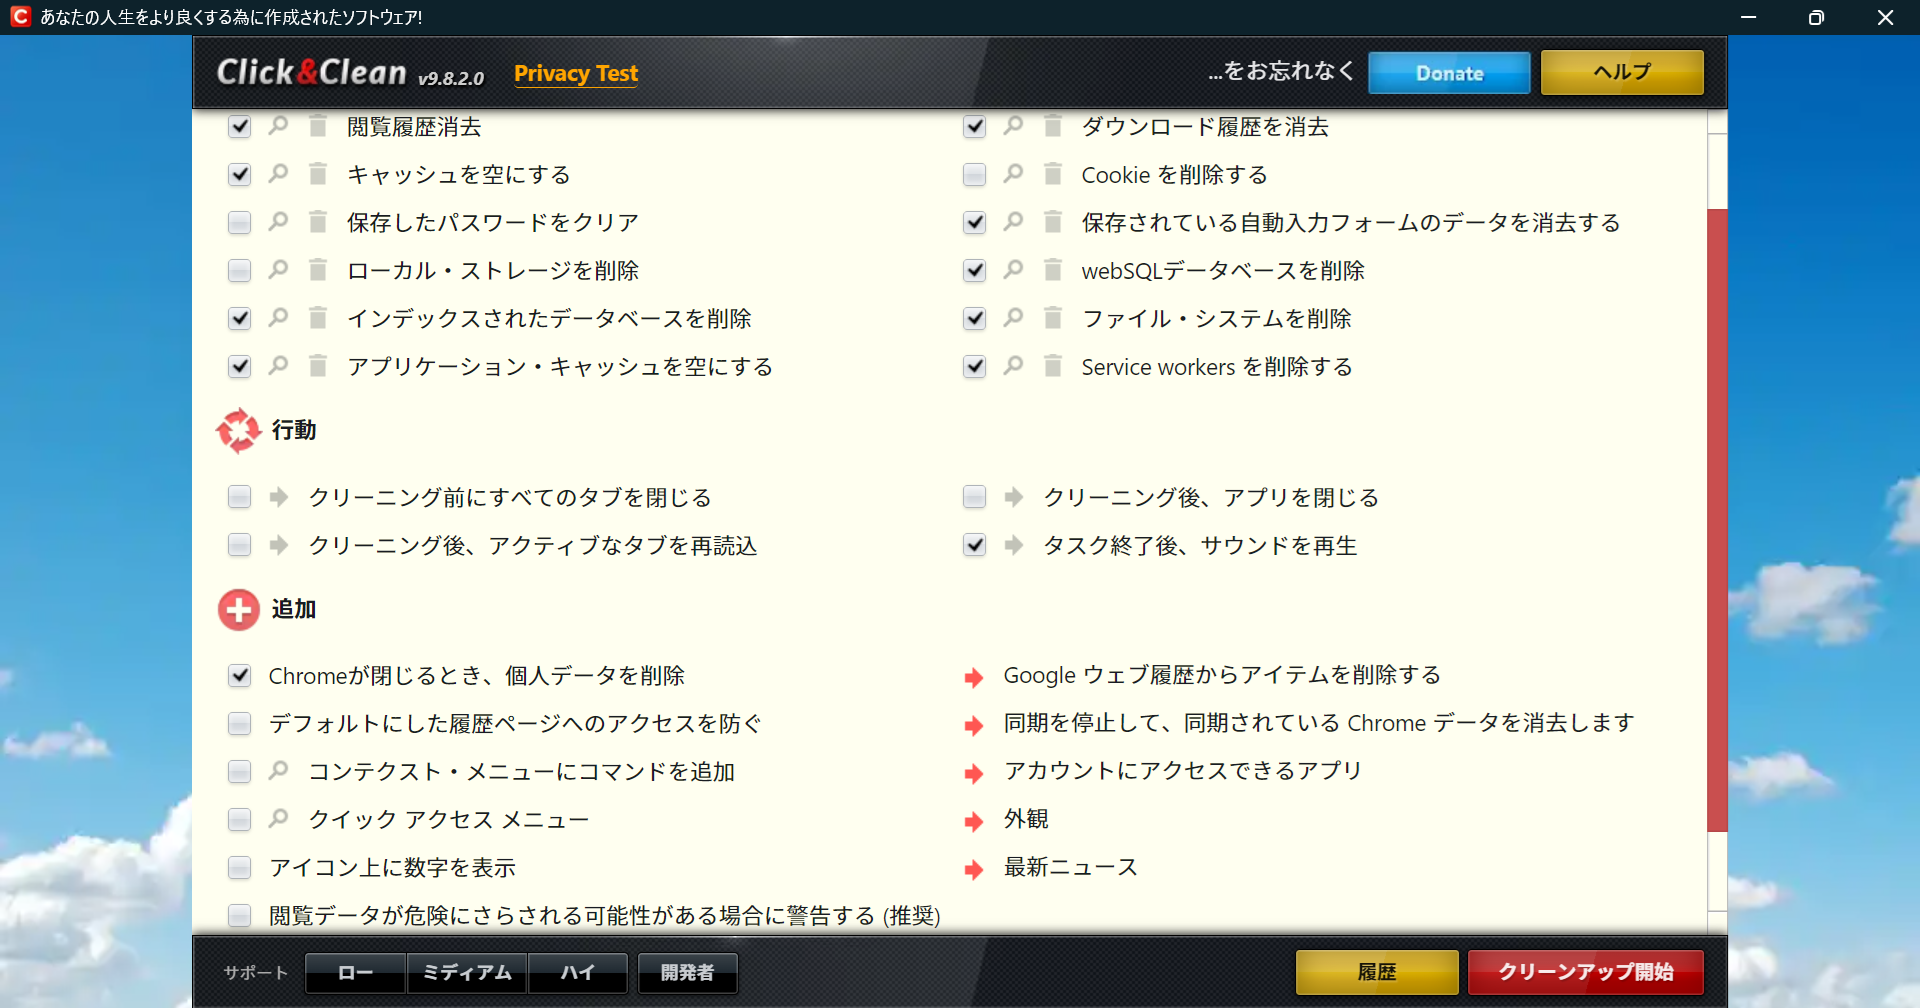 あなたの人生をより良くする為に作成されたソフトウェア!
Click&Clean v9.8.2.0 Privacy Test ...をお忘れなく Donate ヘルプ
閲覧履歴消去 ダウンロード履歴を消去
キャッシュを空にする Cookie を削除する
保存したパスワードをクリア 保存されている自動入力フォームのデータを消去する
ローカル・ストレージを削除 webSQLデータベースを削除
インデックスされたデータベースを削除 ファイル・システムを削除
アプリケーション・キャッシュを空にする Service workers を削除する
行動
クリーニング前にすべてのタブを閉じる クリーニング後、アプリを閉じる
クリーニング後、アクティブなタブを再読込 タスク終了後、サウンドを再生
追加
Chromeが閉じるとき、個人データを削除 Google ウェブ履歴からアイテムを削除する
デフォルトにした履歴ページへのアクセスを防ぐ 同期を停止して、同期されている Chrome データを消去します
コンテクスト・メニューにコマンドを追加 アカウントにアクセスできるアプリ
クイック アクセス メニュー 外観
アイコン上に数字を表示 最新ニュース
閲覧データが危険にさらされる可能性がある場合に警告する (推奨)
サポート ロー ミディアム ハイ 開発者 履歴 クリーンアップ開始